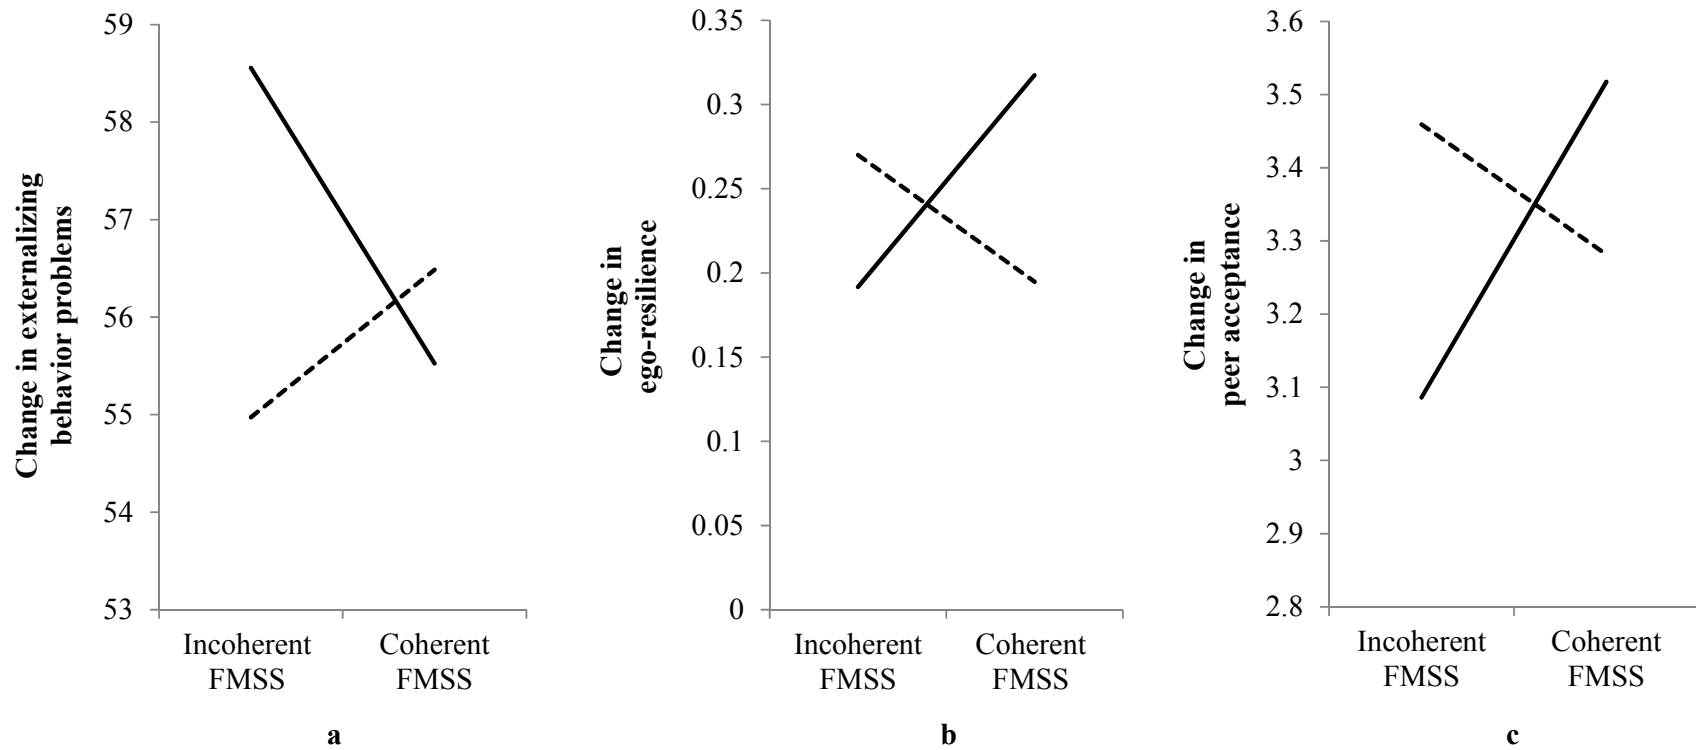 59
58
57
56
55
54
53
Change in externalizing
behavior problems
Incoherent
FMSS
Coherent
FMSS
a
0.35
0.3
0.25
0.2
0.15
0.1
0.05
0
Change in
ego-resilience
Incoherent
FMSS
Coherent
FMSS
b
3.6
3.5
3.4
3.3
3.2
3.1
3
2.9
2.8
Change in
peer acceptance
Incoherent
FMSS
Coherent
FMSS
c